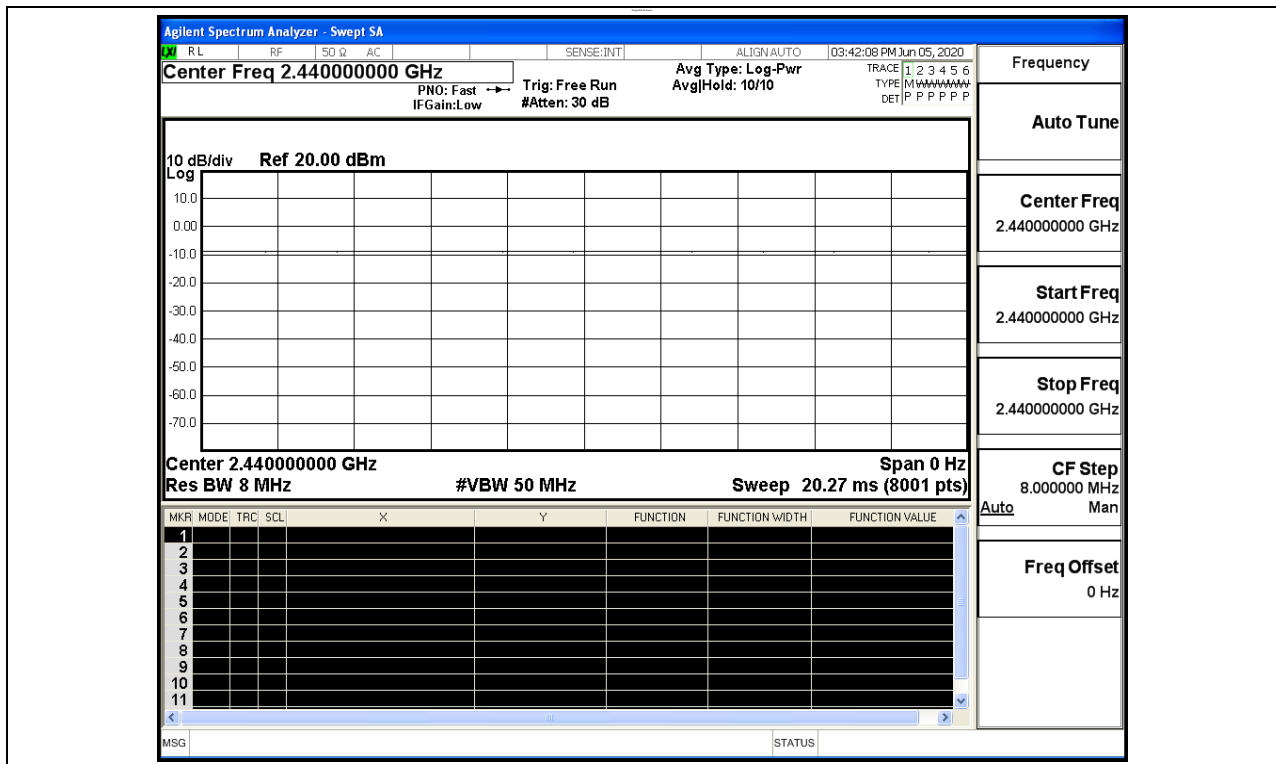 Agilent Spectrum Analyzer - Swept SA
LXI RL RF 50 Ω AC SENSE:INT ALIGN AUTO 03:42:08 PM Jun 05, 2020
Center Freq 2.440000000 GHz
PNO: Fast
IFGain:Low
Trig: Free Run
#Atten: 30 dB
Avg Type: Log-Pwr
Avg|Hold: 10/10
TRACE 1 2 3 4 5 6
TYPE M WWWWW
DET P P P P P P
10 dB/div Ref 20.00 dBm
Log
10.0
0.00
-10.0
-20.0
-30.0
-40.0
-50.0
-60.0
-70.0
Center 2.440000000 GHz Span 0 Hz
Res BW 8 MHz #VBW 50 MHz Sweep 20.27 ms (8001 pts)
MKR MODE TRC SCL X Y FUNCTION FUNCTION WIDTH FUNCTION VALUE
1
2
3
4
5
6
7
8
9
10
11
MSG STATUS
Frequency
Auto Tune
Center Freq
2.440000000 GHz
Start Freq
2.440000000 GHz
Stop Freq
2.440000000 GHz
CF Step
8.000000 MHz
Auto Man
Freq Offset
0 Hz